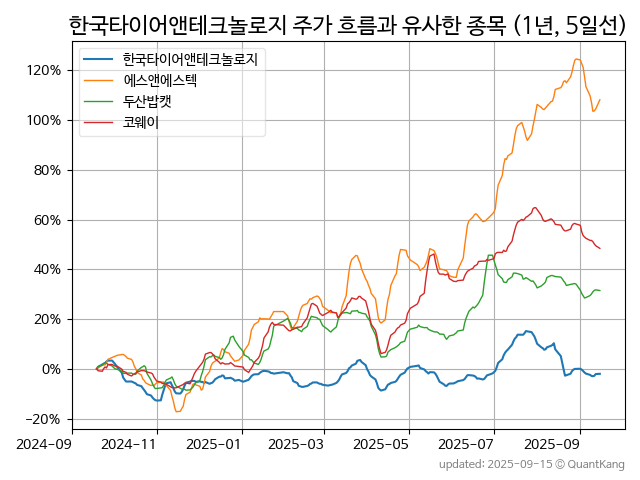 한국타이어앤테크놀로지 주가 흐름과 유사한 종목 (1년, 5일선)
한국타이어앤테크놀로지
에스앤에스텍
두산밥캣
코웨이
120%
100%
80%
60%
40%
20%
0%
−20%
2024-09
2024-11
2025-01
2025-03
2025-05
2025-07
2025-09
updated: 2025-09-15 © QuantKang